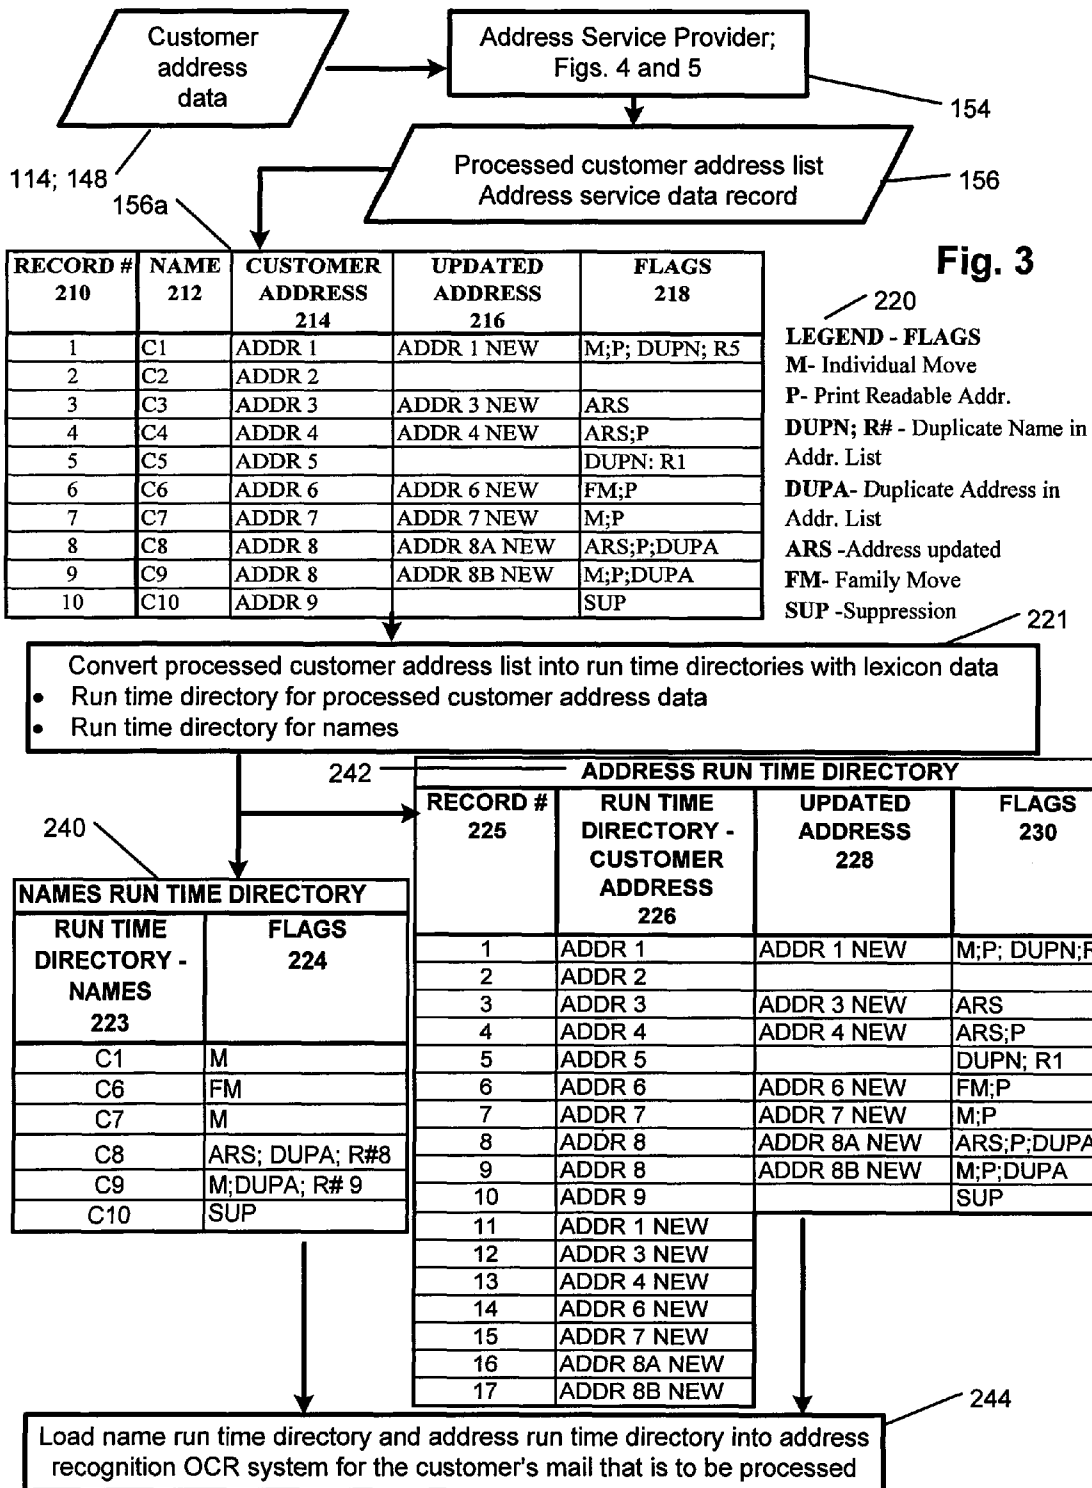 Customer
address
data
Address Service Provider;
Figs. 4 and 5
154
114; 148
Processed customer address list
Address service data record
156
156a
Fig. 3
RECORD # NAME CUSTOMER UPDATED FLAGS
210 212 ADDRESS ADDRESS 218
214 216
1 C1 ADDR 1 ADDR 1 NEW M;P; DUPN; R5
2 C2 ADDR 2
3 C3 ADDR 3 ADDR 3 NEW ARS
4 C4 ADDR 4 ADDR 4 NEW ARS;P
5 C5 ADDR 5 DUPN: R1
6 C6 ADDR 6 ADDR 6 NEW FM;P
7 C7 ADDR 7 ADDR 7 NEW M;P
8 C8 ADDR 8 ADDR 8A NEW ARS;P;DUPA
9 C9 ADDR 8 ADDR 8B NEW M;P;DUPA
10 C10 ADDR 9 SUP
220
LEGEND - FLAGS
M- Individual Move
P- Print Readable Addr.
DUPN; R# - Duplicate Name in
Addr. List
DUPA- Duplicate Address in
Addr. List
ARS -Address updated
FM- Family Move
SUP -Suppression
221
Convert processed customer address list into run time directories with lexicon data
• Run time directory for processed customer address data
• Run time directory for names
240
NAMES RUN TIME DIRECTORY
RUN TIME FLAGS
DIRECTORY - 224
NAMES
223
C1 M
C6 FM
C7 M
C8 ARS; DUPA; R#8
C9 M;DUPA; R# 9
C10 SUP
242
ADDRESS RUN TIME DIRECTORY
RECORD # RUN TIME UPDATED FLAGS
225 DIRECTORY - ADDRESS 230
CUSTOMER 228
ADDRESS
226
1 ADDR 1 ADDR 1 NEW M;P; DUPN;R
2 ADDR 2
3 ADDR 3 ADDR 3 NEW ARS
4 ADDR 4 ADDR 4 NEW ARS;P
5 ADDR 5 DUPN; R1
6 ADDR 6 ADDR 6 NEW FM;P
7 ADDR 7 ADDR 7 NEW M;P
8 ADDR 8 ADDR 8A NEW ARS;P;DUPA
9 ADDR 8 ADDR 8B NEW M;P;DUPA
10 ADDR 9 SUP
11 ADDR 1 NEW
12 ADDR 3 NEW
13 ADDR 4 NEW
14 ADDR 6 NEW
15 ADDR 7 NEW
16 ADDR 8A NEW
17 ADDR 8B NEW
244
Load name run time directory and address run time directory into address
recognition OCR system for the customer's mail that is to be processed